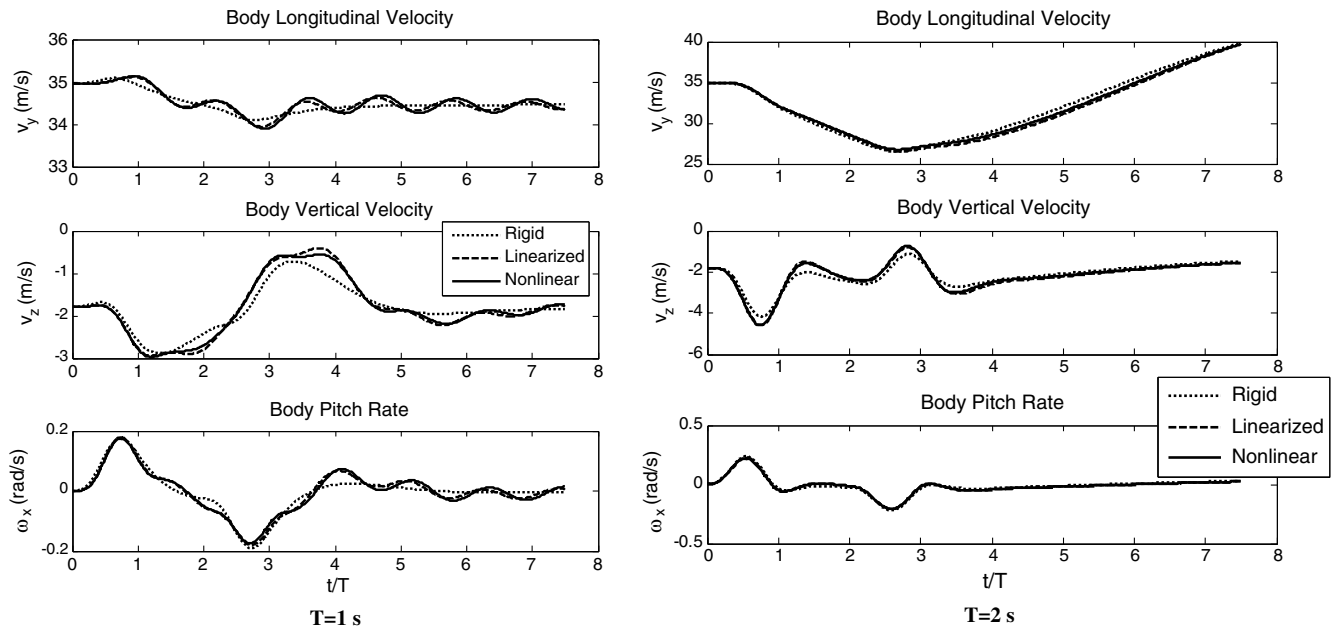 Body Longitudinal Velocity
36
35
34
33
v_y (m/s)
0 1 2 3 4 5 6 7 8
Body Vertical Velocity
0
-1
-2
-3
v_z (m/s)
Rigid
Linearized
Nonlinear
0 1 2 3 4 5 6 7 8
Body Pitch Rate
0.2
0
-0.2
ω_x (rad/s)
0 1 2 3 4 5 6 7 8
t/T
T=1 s
Body Longitudinal Velocity
40
35
30
25
v_y (m/s)
0 1 2 3 4 5 6 7 8
Body Vertical Velocity
0
-2
-4
-6
v_z (m/s)
0 1 2 3 4 5 6 7 8
Body Pitch Rate
0.5
0
-0.5
ω_x (rad/s)
Rigid
Linearized
Nonlinear
0 1 2 3 4 5 6 7 8
t/T
T=2 s